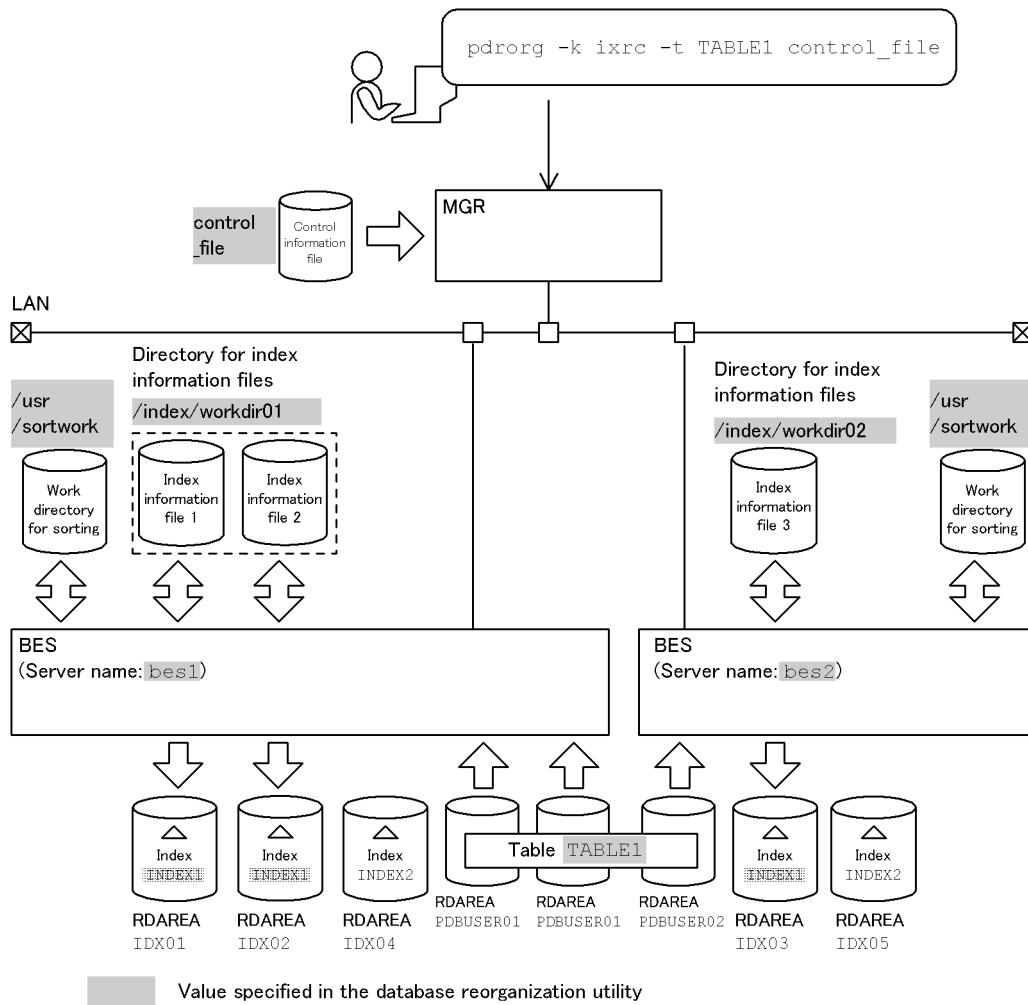 pdrorg -k ixrc -t TABLE1 control_file
MGR
control
_file
Control
information
file
LAN
Directory for index
information files
/index/workdir01
/usr
/sortwork
Work
directory
for sorting
Index
information
file 1
Index
information
file 2
Directory for index
information files
/index/workdir02
/usr
/sortwork
Index
information
file 3
Work
directory
for sorting
BES
(Server name: bes1)
BES
(Server name: bes2)
Index
INDEX1
Index
INDEX1
Index
INDEX2
Table TABLE1
Index
INDEX1
Index
INDEX2
RDAREA
IDX01
RDAREA
IDX02
RDAREA
IDX04
RDAREA
PDBUSER01
RDAREA
PDBUSER01
RDAREA
PDBUSER02
RDAREA
IDX03
RDAREA
IDX05
Value specified in the database reorganization utility